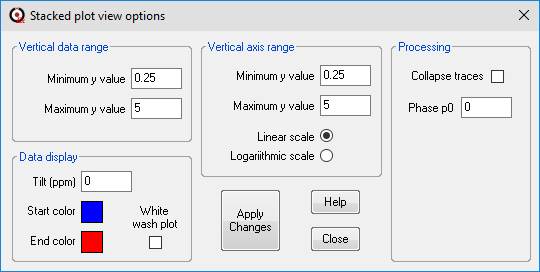 Stacked plot view options
Vertical data range
Minimum y value 0.25
Maximum y value 5
Vertical axis range
Minimum y value 0.25
Maximum y value 5
Linear scale
Logariithmic scale
Processing
Collapse traces
Phase p0 0
Data display
Tilt (ppm) 0
Start color
End color
White
wash plot
Apply
Changes
Help
Close